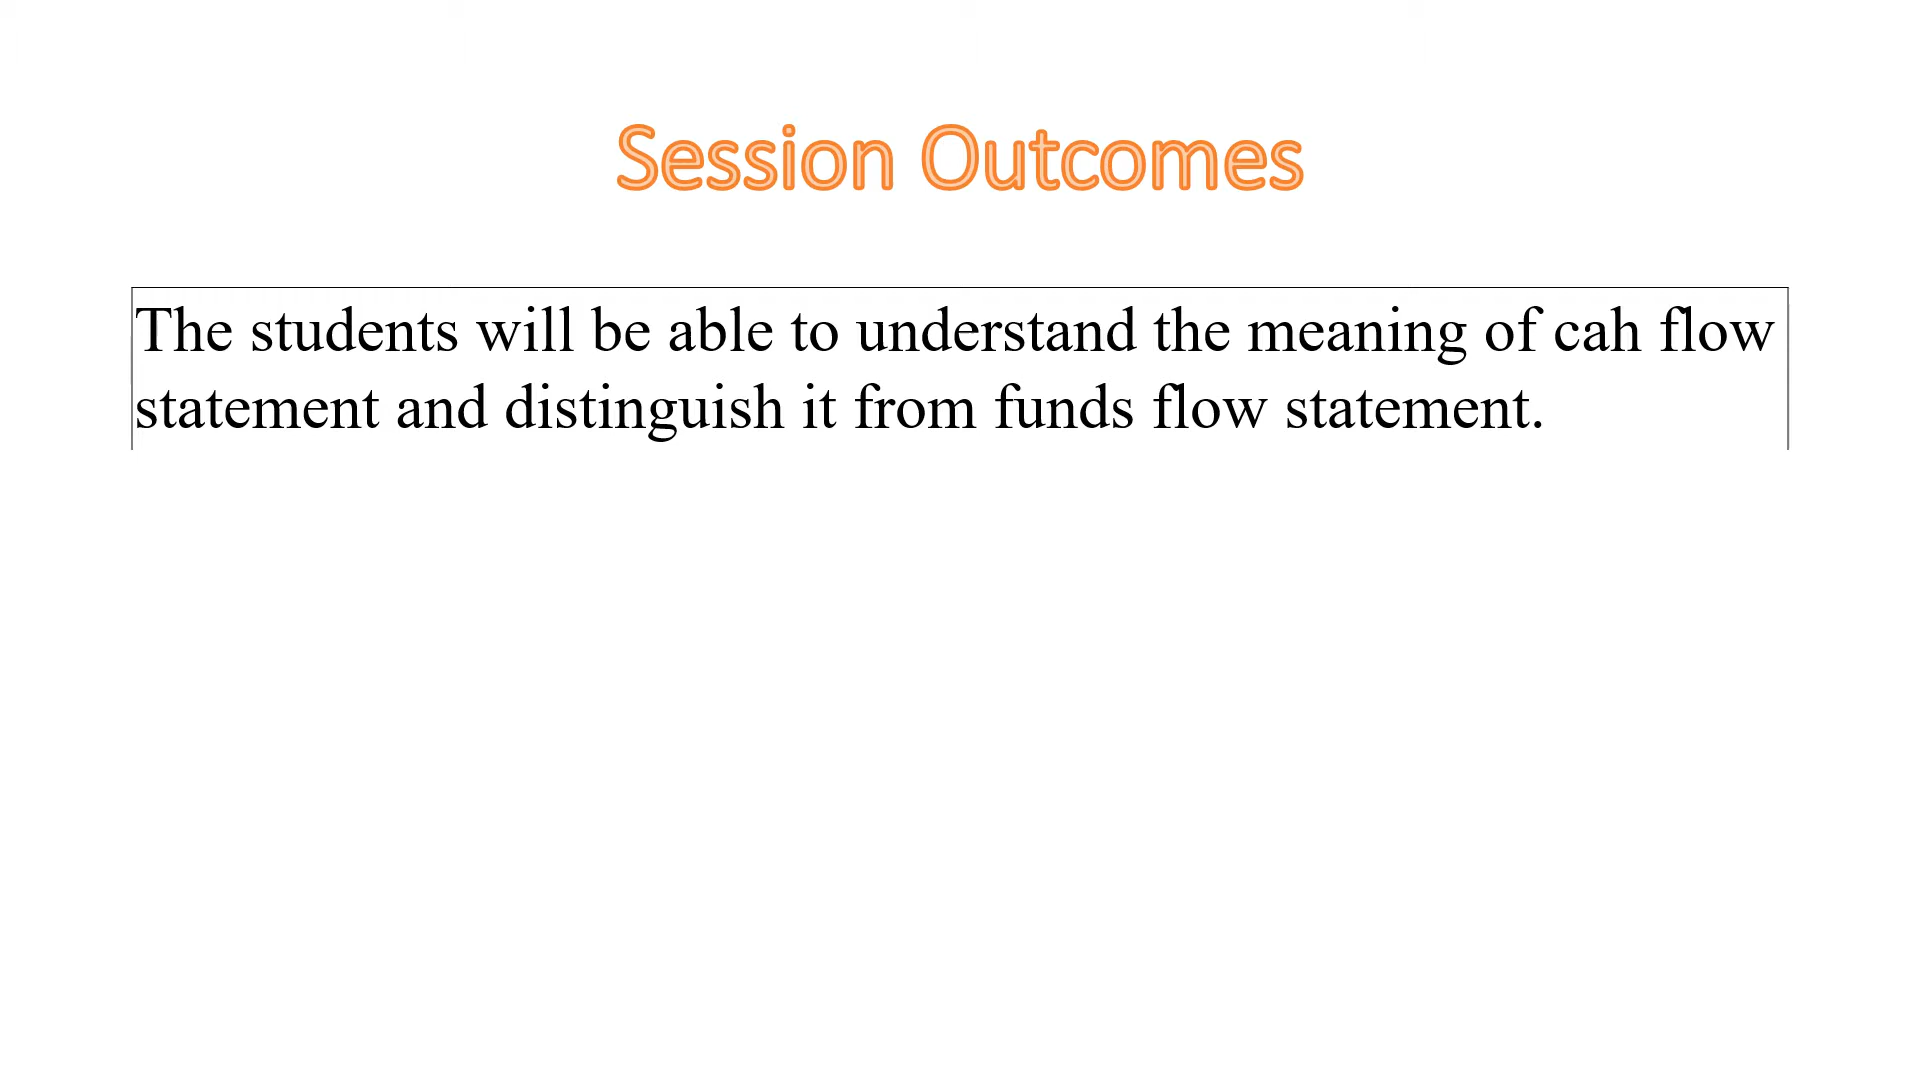 Session Outcomes
The students will be able to understand the meaning of cah flow
statement and distinguish it from funds flow statement.